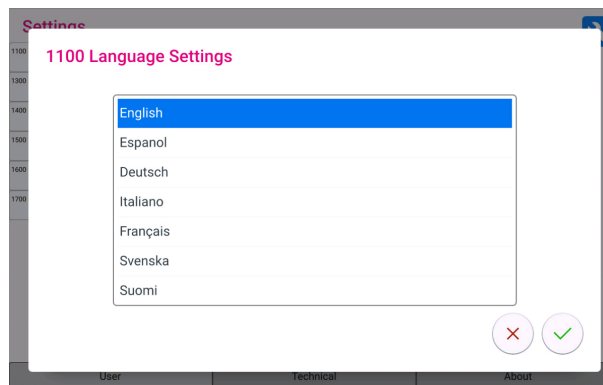 Settings
1100
1100 Language Settings
1300
1400
English
1500
Espanol
1600
Deutsch
1700
Italiano
Français
Svenska
Suomi
User
Technical
About